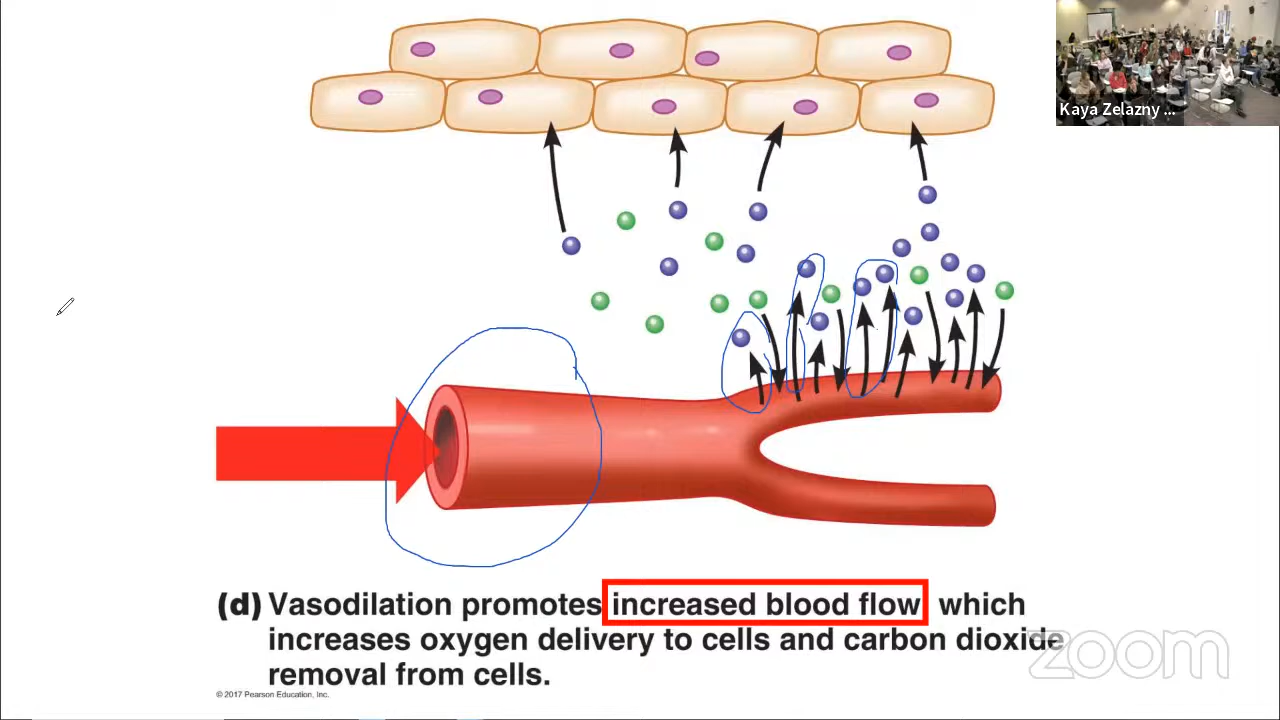 Kaya Zelazny ...
(d) Vasodilation promotes increased blood flow which
increases oxygen delivery to cells and carbon dioxide
removal from cells.
© 2017 Pearson Education, Inc.
zoom